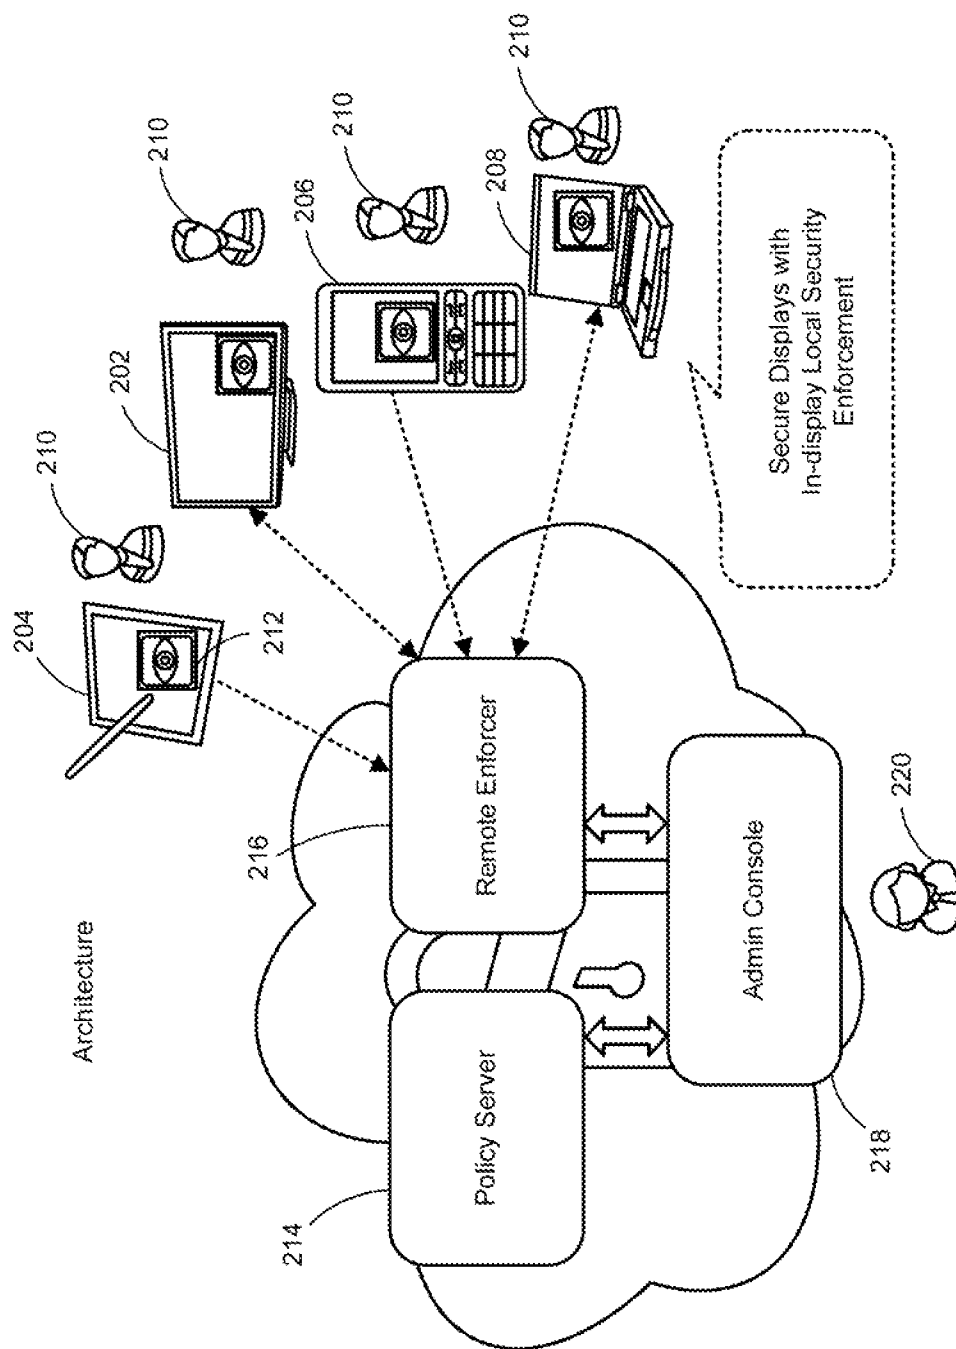 Architecture
204
210
202
210
206
210
208
210
212
216
214
Policy Server
Remote Enforcer
Admin Console
218
220
Secure Displays with
In-display Local Security
Enforcement